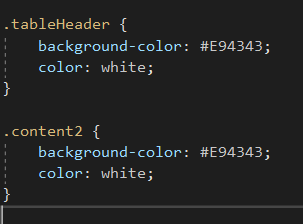 .tableHeader {
background-color: #E94343;
color: white;
}
.content2 {
background-color: #E94343;
color: white;
}